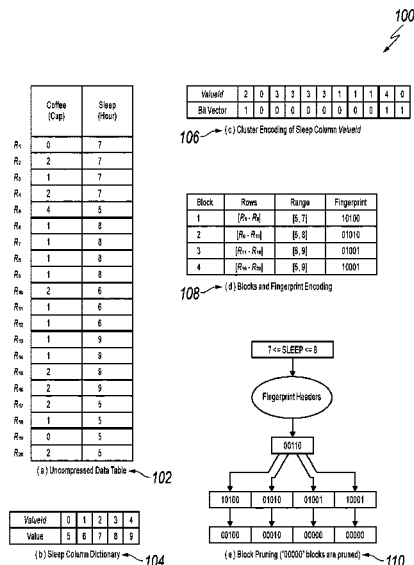 100
Coffee (Cup) Sleep (Hour)
R1 0 7
R2 2 7
R3 1 7
R4 2 7
R5 4 5
R6 1 8
R7 1 8
R8 1 8
R9 1 8
R10 2 6
R11 1 6
R12 1 6
R13 1 9
R14 1 9
R15 2 9
R16 2 9
R17 2 5
R18 1 5
R19 0 5
R20 2 5
(a) Uncompressed Data Table
102
ValueId 0 1 2 3 4
Value 5 6 7 8 9
(b) Sleep Column Dictionary
104
ValueId 2 0 3 3 3 3 1 1 1 4 0
Bit Vector 1 0 0 0 0 0 0 0 0 1 1
106
(c) Cluster Encoding of Sleep Column ValueId
Block Rows Range Fingerprint
1 [R1 - R5] [5, 7] 10100
2 [R6 - R10] [6, 8] 01010
3 [R11 - R15] [6, 9] 01001
4 [R16 - R20] [5, 9] 10001
108
(d) Blocks and Fingerprint Encoding
7 <= SLEEP <= 8
Fingerprint Headers
00110
10100 01010 01001 10001
00100 00010 00000 00000
(e) Block Pruning ("00000" blocks are pruned)
110